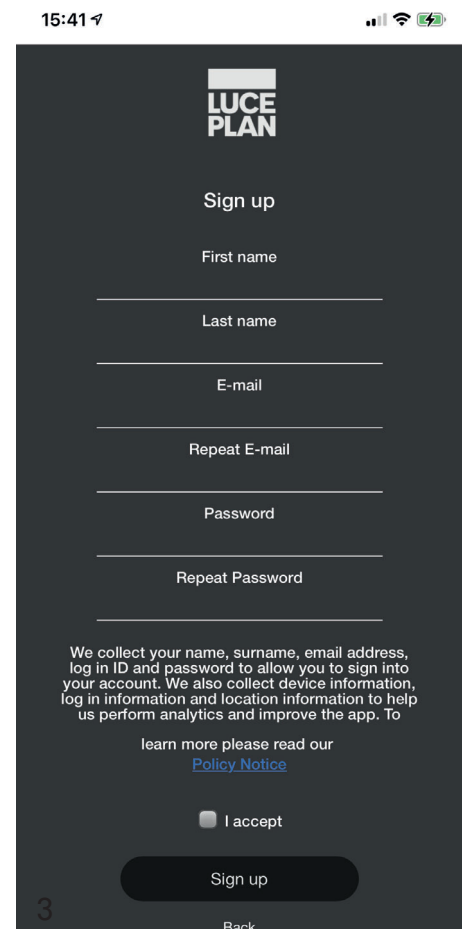 15:41
LUCE
PLAN
Sign up
First name
Last name
E-mail
Repeat E-mail
Password
Repeat Password
We collect your name, surname, email address,
log in ID and password to allow you to sign into
your account. We also collect device information,
log in information and location information to help
us perform analytics and improve the app. To
learn more please read our
Policy Notice
I accept
Sign up
3
Back